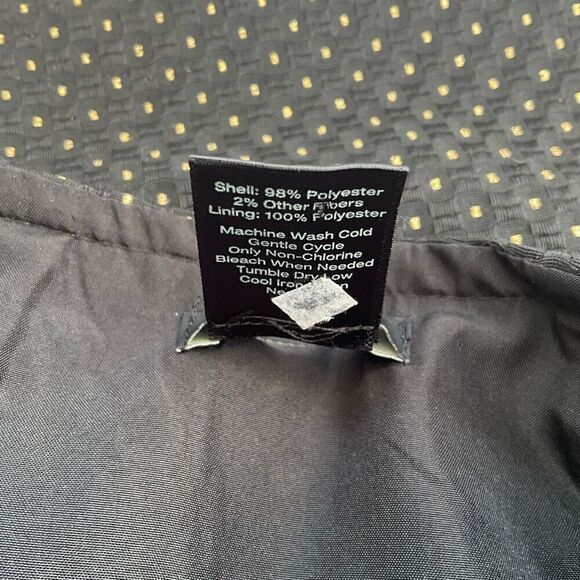 Shell: 98% Polyester
2% Other Fibers
Lining: 100% Polyester
Machine Wash Cold
Gentle Cycle
Only Non-Chlorine
Bleach When Needed
Tumble Dry Low
Cool Iron